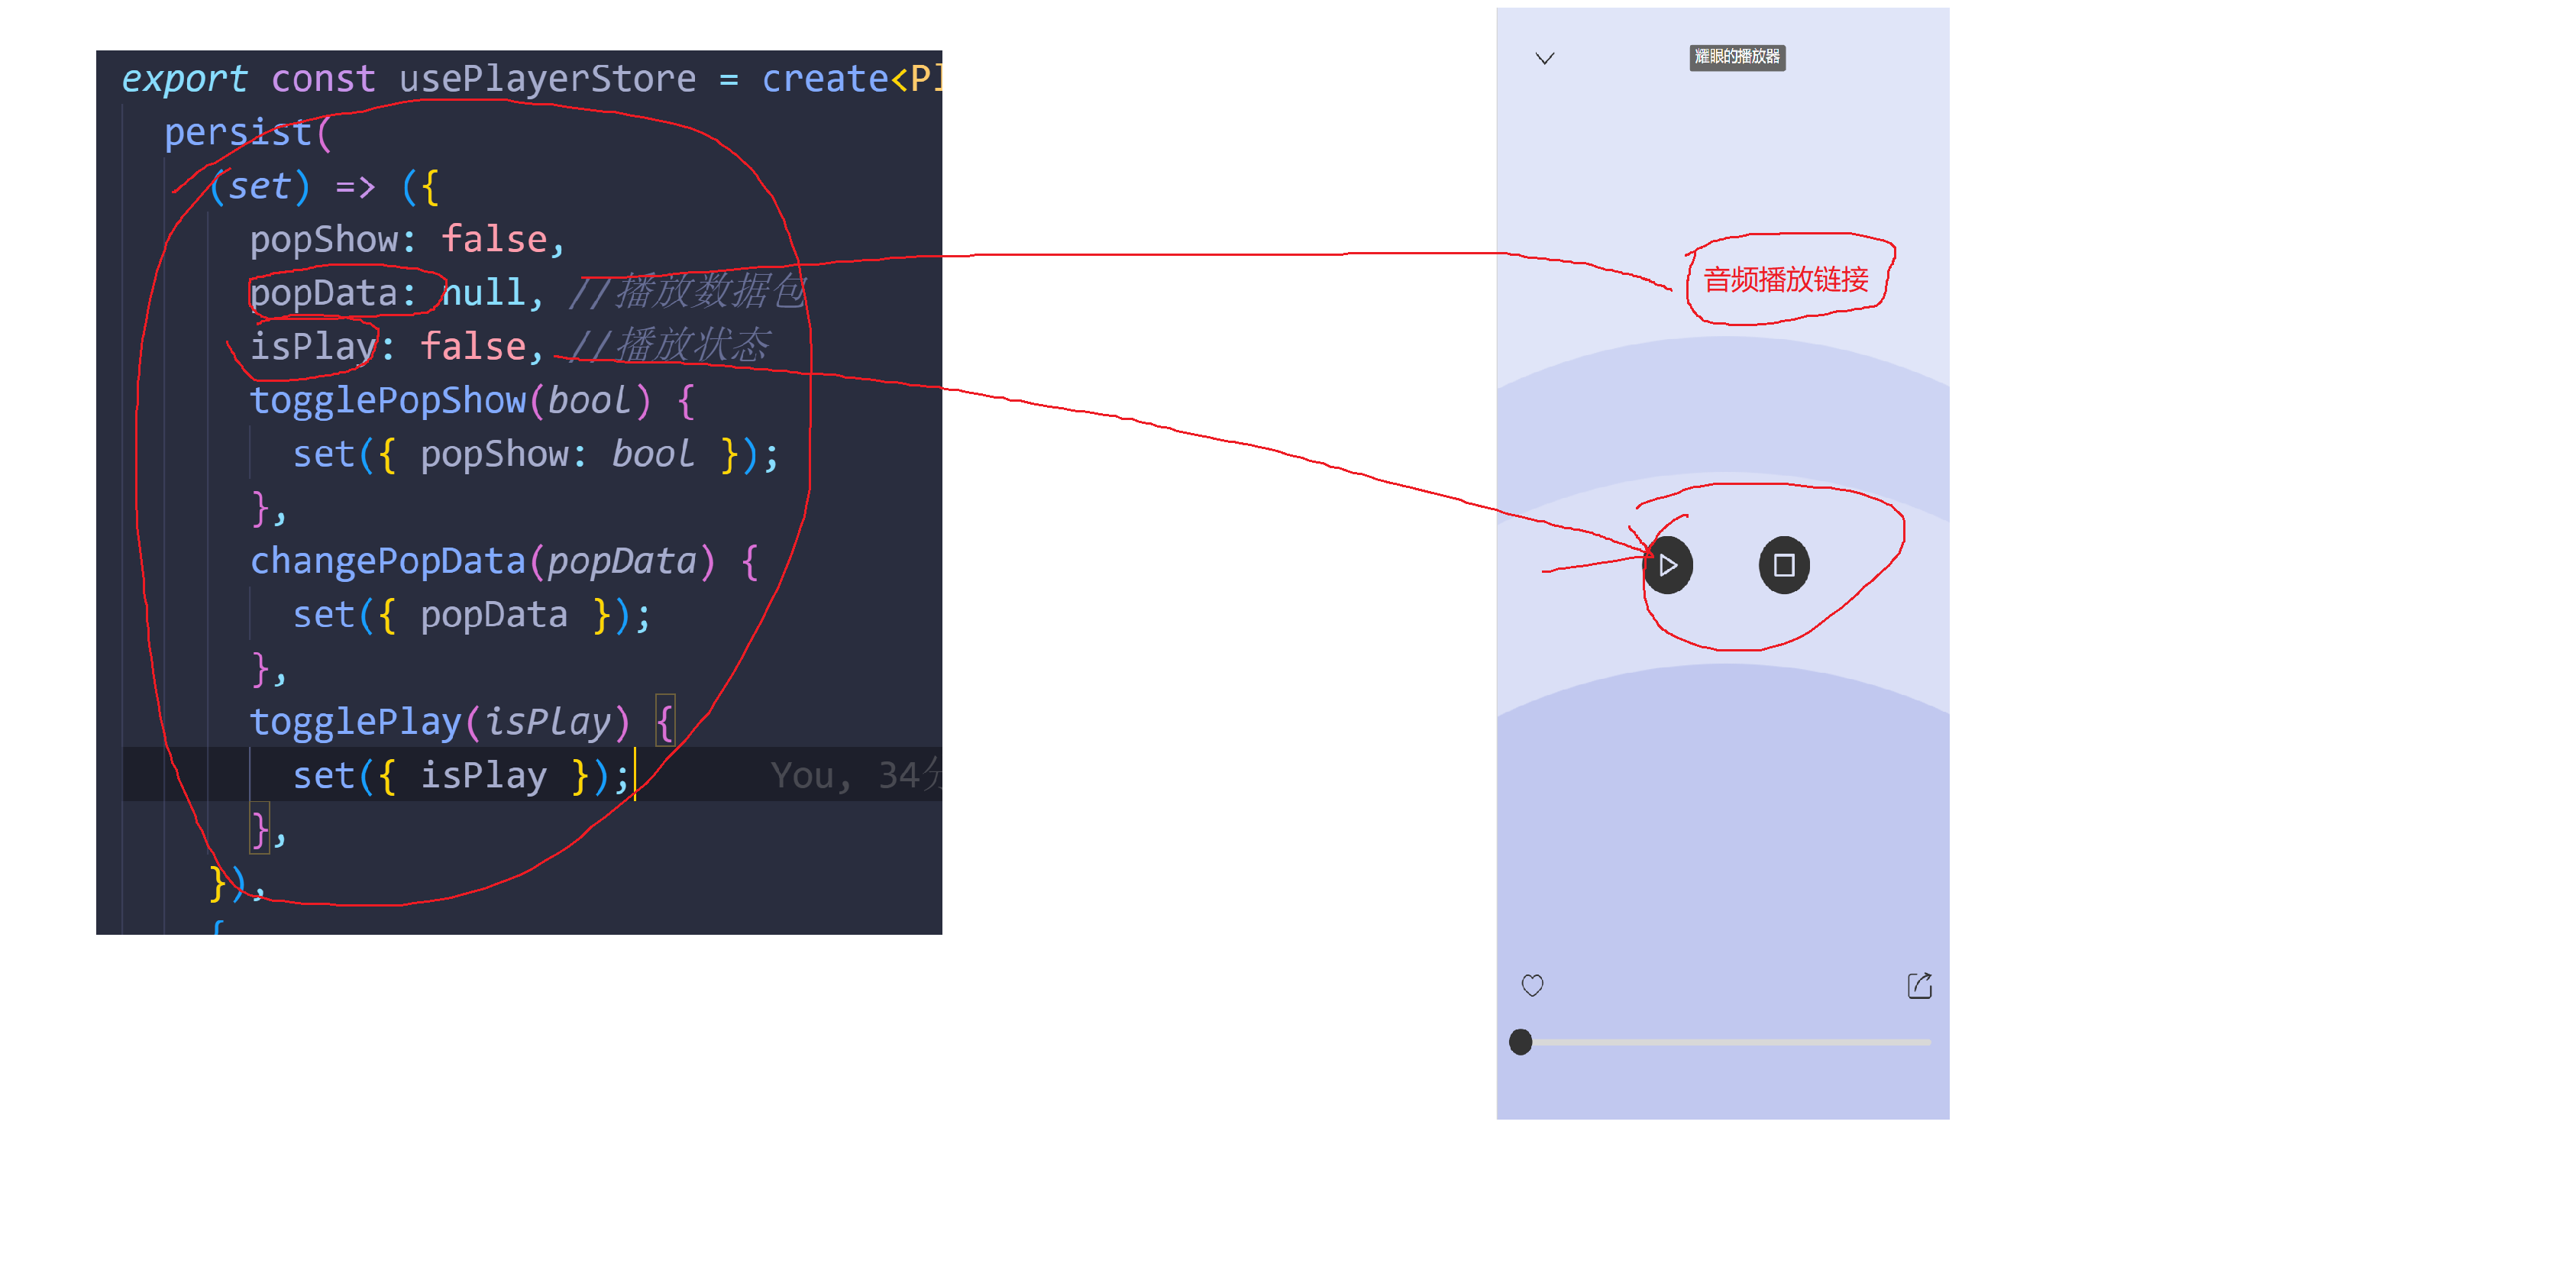 export const usePlayerStore = create<Pl
persist(
(set) => ({
popShow: false,
popData: null, //播放数据包
isPlay: false, //播放状态
togglePopShow(bool) {
set({ popShow: bool });
},
changePopData(popData) {
set({ popData });
},
togglePlay(isPlay) {
set({ isPlay }); You, 34分
},
}),
{
耀眼的播放器
音频播放链接